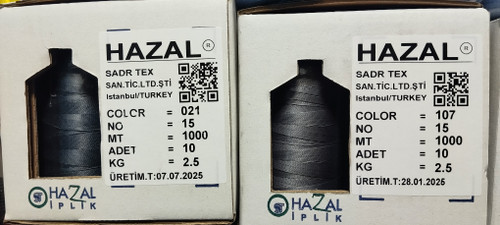 HAZAL ®
SADR TEX
SAN.TİC.LTD.ŞTİ
Istanbul/TURKEY
COLOR = 021
NO = 15
MT = 1000
ADET = 10
KG = 2.5
ÜRETİM.T:07.07.2025
HAZAL
İPLİK
HAZAL ®
SADR TEX
SAN.TİC.LTD.ŞTİ
Istanbul/TURKEY
COLOR = 107
NO = 15
MT = 1000
ADET = 10
KG = 2.5
ÜRETİM.T:28.01.2025
HAZAL
İPLİK